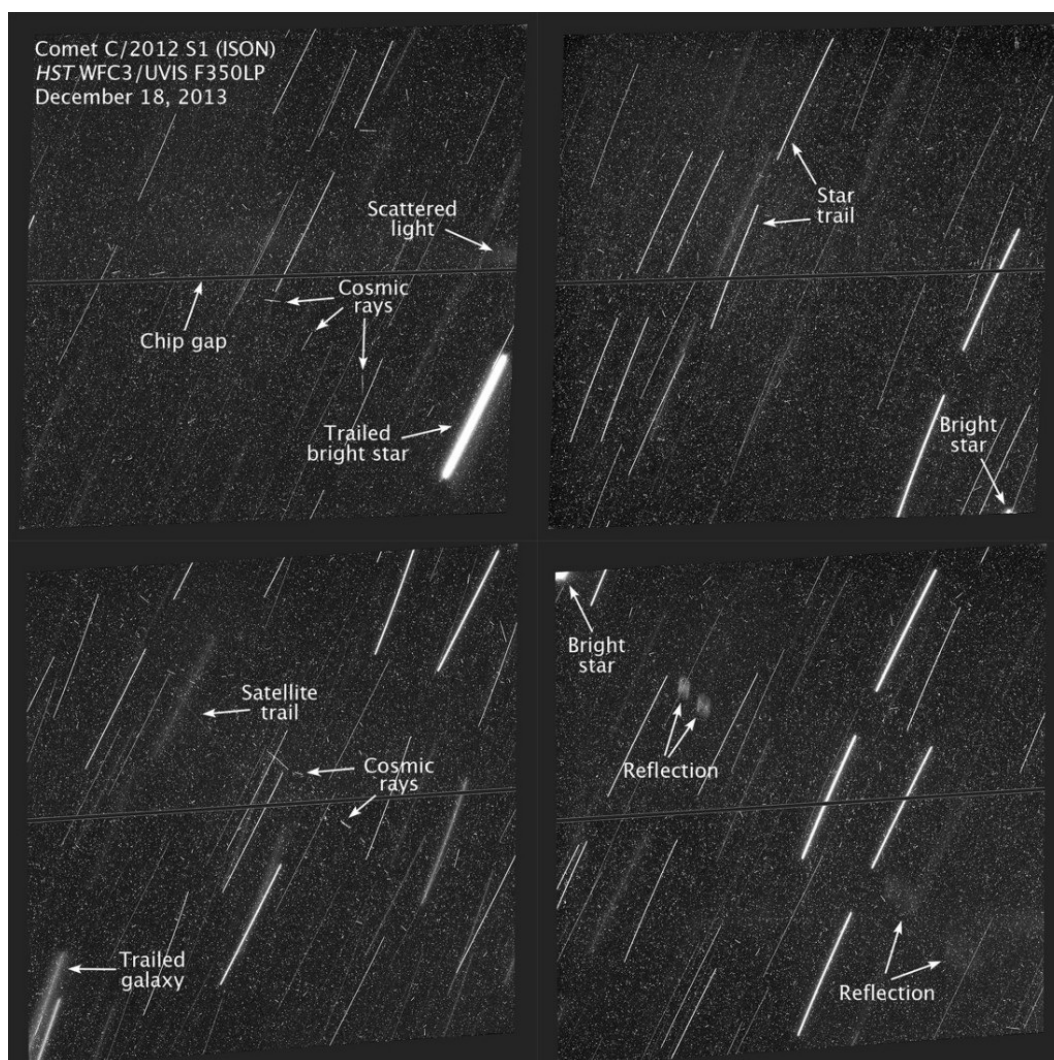 Comet C/2012 S1 (ISON)
HST WFC3/UVIS F350LP
December 18, 2013
Scattered
light
Cosmic
rays
Chip gap
Trailed
bright star
Star
trail
Bright
star
Satellite
trail
Cosmic
rays
Trailed
galaxy
Bright
star
Reflection
Reflection